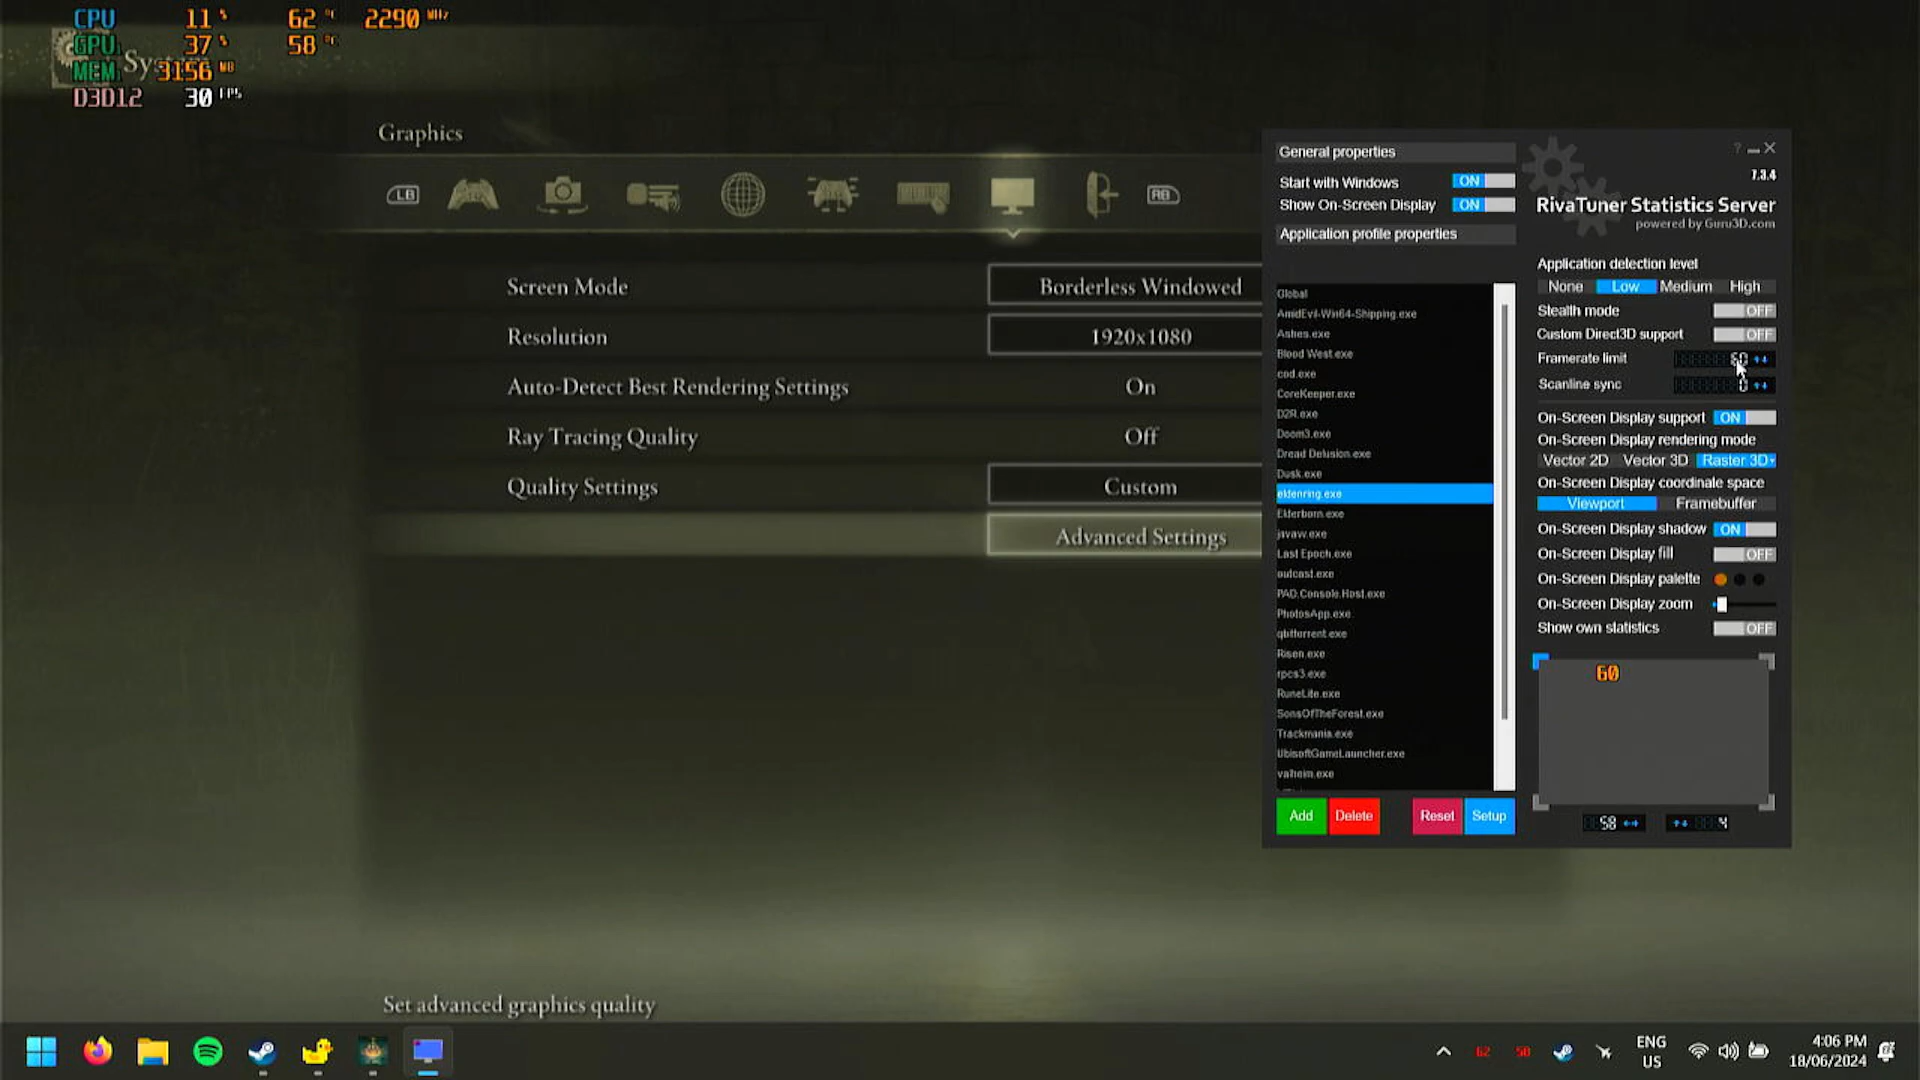 CPU 11 % 62 °C 2290 MHz
GPU 37 % 58 °C
MEM 3156 MB
D3D12 30 FPS
Graphics
LB
RB
Screen Mode
Borderless Windowed
Resolution
1920x1080
Auto-Detect Best Rendering Settings
On
Ray Tracing Quality
Off
Quality Settings
Custom
Advanced Settings
Set advanced graphics quality
General properties
Start with Windows ON
Show On-Screen Display ON
Application profile properties
Global
AmidEvil-Win64-Shipping.exe
Ashes.exe
Blood West.exe
cod.exe
CoreKeeper.exe
D2R.exe
Doom3.exe
Dread Delusion.exe
Dusk.exe
eldenring.exe
Elderborn.exe
javaw.exe
Last Epoch.exe
outcast.exe
PAD.Console.Host.exe
PhotosApp.exe
qbittorrent.exe
Risen.exe
rpcs3.exe
RuneLite.exe
SonsOfTheForest.exe
Trackmania.exe
UbisoftGameLauncher.exe
valheim.exe
Add
Delete
Reset
Setup
?
7.3.4
RivaTuner Statistics Server
powered by Guru3D.com
Application detection level
None Low Medium High
Stealth mode OFF
Custom Direct3D support OFF
Framerate limit 60
Scanline sync 0
On-Screen Display support ON
On-Screen Display rendering mode
Vector 2D Vector 3D Raster 3D
On-Screen Display coordinate space
Viewport Framebuffer
On-Screen Display shadow ON
On-Screen Display fill OFF
On-Screen Display palette
On-Screen Display zoom
Show own statistics OFF
60
58
4
62
58
ENG
US
4:06 PM
18/06/2024